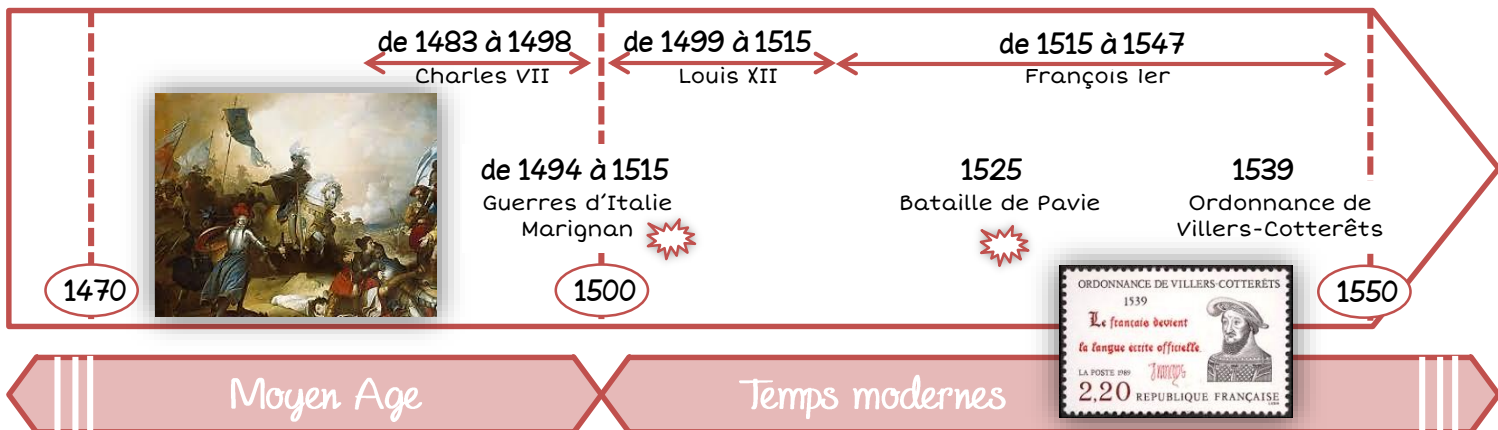 de 1483 à 1498
Charles VII
de 1499 à 1515
Louis XII
de 1515 à 1547
François 1er
de 1494 à 1515
Guerres d'Italie
Marignan
1525
Bataille de Pavie
1539
Ordonnance de
Villers-Cotterêts
1470
1500
1550
ORDONNANCE DE VILLERS-COTTERÊTS
1539
Le français devient
la langue écrite officielle.
LA POSTE 1989
François
2,20 REPUBLIQUE FRANÇAISE
Moyen Age
Temps modernes